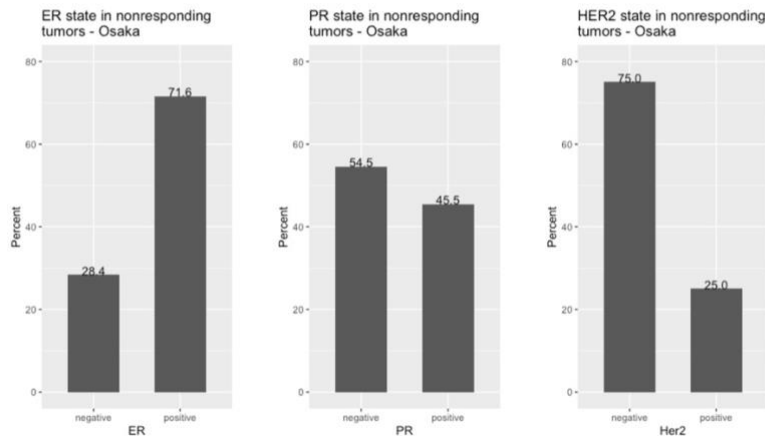 ER state in nonresponding
tumors - Osaka
80
60
40
20
0
Percent
28.4
71.6
negative
positive
ER
PR state in nonresponding
tumors - Osaka
80
60
40
20
0
Percent
54.5
45.5
negative
positive
PR
HER2 state in nonresponding
tumors - Osaka
80
60
40
20
0
Percent
75.0
25.0
negative
positive
Her2